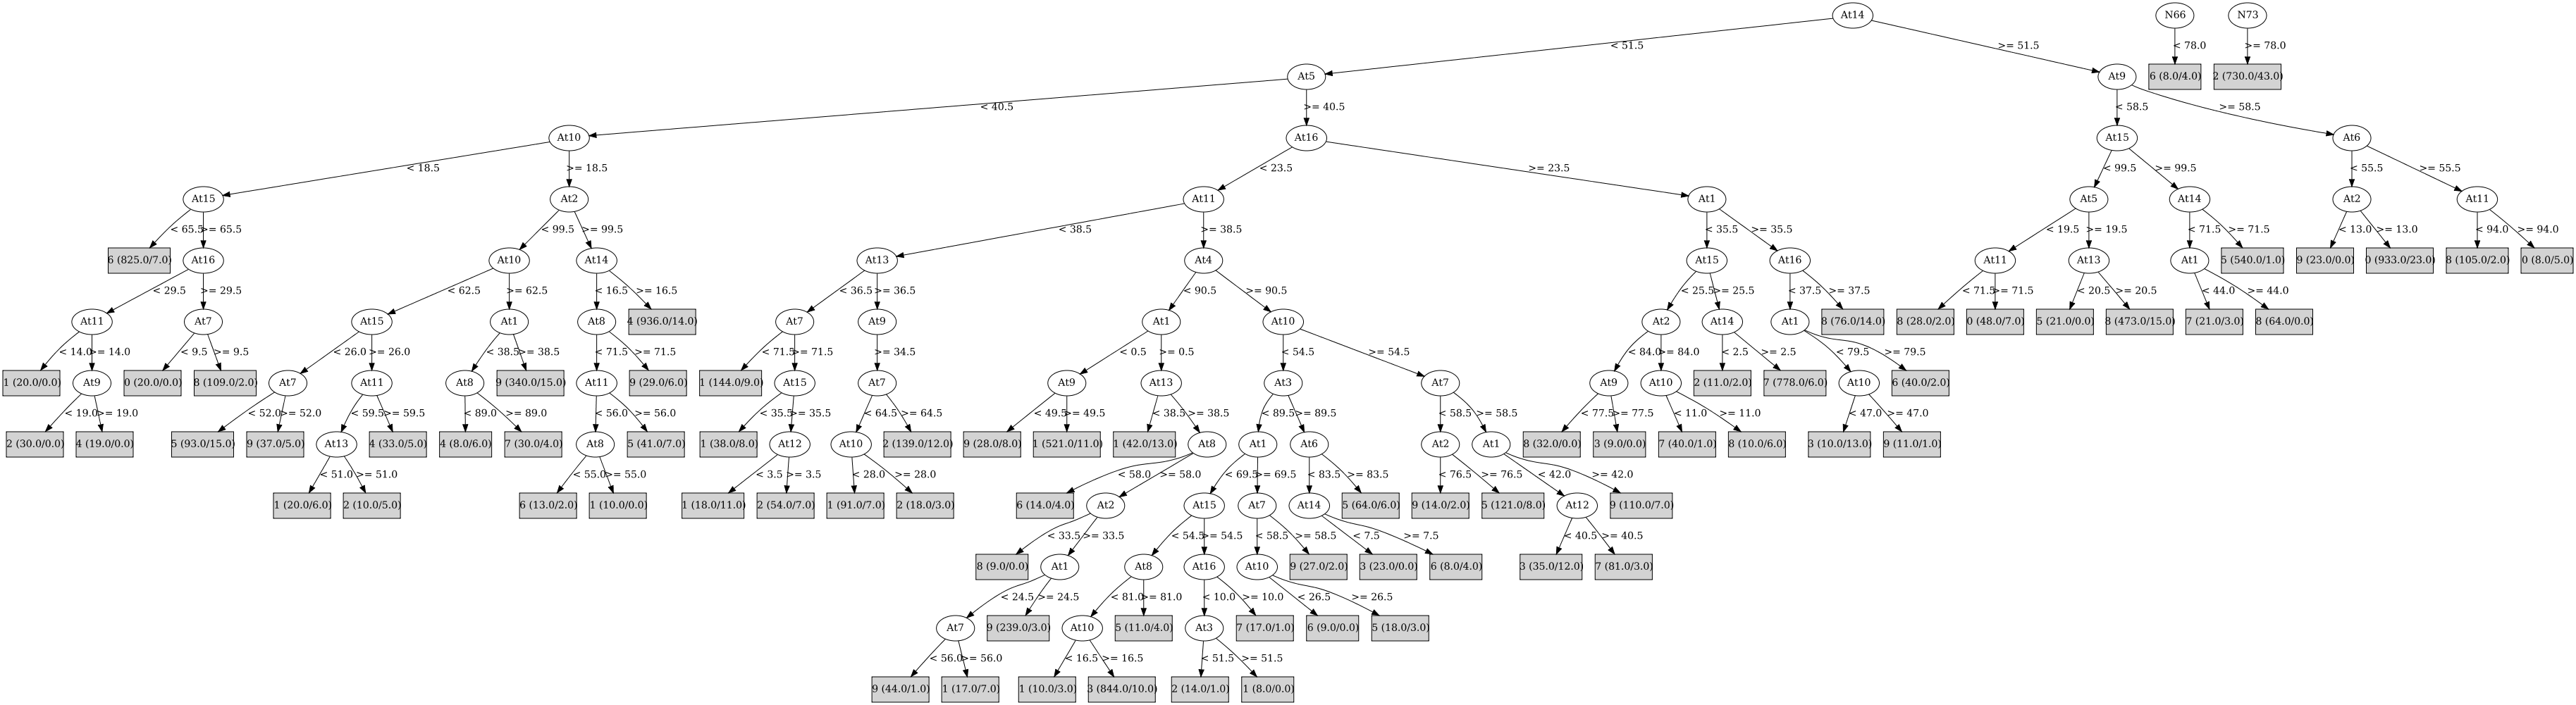 At14 N66 N73
< 51.5 >= 51.5 < 78.0 >= 78.0
At5 At9 6 (8.0/4.0) 2 (730.0/43.0)
< 40.5 >= 40.5 < 58.5 >= 58.5
At10 At16 At15 At6
< 18.5 >= 18.5 < 23.5 >= 23.5 < 99.5 >= 99.5 < 55.5 >= 55.5
At15 At2 At11 At1 At5 At14 At2 At11
< 65.5 >= 65.5 < 99.5 >= 99.5 < 38.5 >= 38.5 < 35.5 >= 35.5 < 19.5 >= 19.5 < 71.5 >= 71.5 < 13.0 >= 13.0 < 94.0 >= 94.0
6 (825.0/7.0) At16 At10 At14 At13 At4 At15 At16 At11 At13 At1 5 (540.0/1.0) 9 (23.0/0.0) 0 (933.0/23.0) 8 (105.0/2.0) 0 (8.0/5.0)
< 29.5 >= 29.5 < 62.5 >= 62.5 < 16.5 >= 16.5 < 36.5 >= 36.5 < 90.5 >= 90.5 < 25.5 >= 25.5 < 37.5 >= 37.5 < 71.5 >= 71.5 < 20.5 >= 20.5 < 44.0 >= 44.0
At11 At7 At15 At1 At8 4 (936.0/14.0) At7 At9 At1 At10 At2 At14 At1 8 (76.0/14.0) 8 (28.0/2.0) 0 (48.0/7.0) 5 (21.0/0.0) 8 (473.0/15.0) 7 (21.0/3.0) 8 (64.0/0.0)
< 14.0 >= 14.0 < 9.5 >= 9.5 < 26.0 >= 26.0 < 38.5 >= 38.5 < 71.5 >= 71.5 < 71.5 >= 71.5 >= 34.5 < 0.5 >= 0.5 < 54.5 >= 54.5 < 84.0 >= 84.0 < 2.5 >= 2.5 < 79.5 >= 79.5
1 (20.0/0.0) At9 0 (20.0/0.0) 8 (109.0/2.0) At7 At11 At8 9 (340.0/15.0) At11 9 (29.0/6.0) 1 (144.0/9.0) At15 At7 At9 At13 At3 At7 At9 At10 2 (11.0/2.0) 7 (778.0/6.0) At10 6 (40.0/2.0)
< 19.0 >= 19.0 < 52.0 >= 52.0 < 59.5 >= 59.5 < 89.0 >= 89.0 < 56.0 >= 56.0 < 35.5 >= 35.5 < 64.5 >= 64.5 < 49.5 >= 49.5 < 38.5 >= 38.5 < 89.5 >= 89.5 < 58.5 >= 58.5 < 77.5 >= 77.5 < 11.0 >= 11.0 < 47.0 >= 47.0
2 (30.0/0.0) 4 (19.0/0.0) 5 (93.0/15.0) 9 (37.0/5.0) At13 4 (33.0/5.0) 4 (8.0/6.0) 7 (30.0/4.0) At8 5 (41.0/7.0) 1 (38.0/8.0) At12 At10 2 (139.0/12.0) 9 (28.0/8.0) 1 (521.0/11.0) 1 (42.0/13.0) At8 At1 At6 At2 At1 8 (32.0/0.0) 3 (9.0/0.0) 7 (40.0/1.0) 8 (10.0/6.0) 3 (10.0/13.0) 9 (11.0/1.0)
< 51.0 >= 51.0 < 55.0 >= 55.0 < 3.5 >= 3.5 < 28.0 >= 28.0 < 58.0 >= 58.0 < 69.5 >= 69.5 < 83.5 >= 83.5 < 76.5 >= 76.5 < 42.0 >= 42.0
1 (20.0/6.0) 2 (10.0/5.0) 6 (13.0/2.0) 1 (10.0/0.0) 1 (18.0/11.0) 2 (54.0/7.0) 1 (91.0/7.0) 2 (18.0/3.0) 6 (14.0/4.0) At2 At15 At7 At14 5 (64.0/6.0) 9 (14.0/2.0) 5 (121.0/8.0) At12 9 (110.0/7.0)
< 33.5 >= 33.5 < 54.5 >= 54.5 < 58.5 >= 58.5 < 7.5 >= 7.5 < 40.5 >= 40.5
8 (9.0/0.0) At1 At8 At16 At10 9 (27.0/2.0) 3 (23.0/0.0) 6 (8.0/4.0) 3 (35.0/12.0) 7 (81.0/3.0)
< 24.5 >= 24.5 < 81.0 >= 81.0 < 10.0 >= 10.0 < 26.5 >= 26.5
At7 9 (239.0/3.0) At10 5 (11.0/4.0) At3 7 (17.0/1.0) 6 (9.0/0.0) 5 (18.0/3.0)
< 56.0 >= 56.0 < 16.5 >= 16.5 < 51.5 >= 51.5
9 (44.0/1.0) 1 (17.0/7.0) 1 (10.0/3.0) 3 (844.0/10.0) 2 (14.0/1.0) 1 (8.0/0.0)